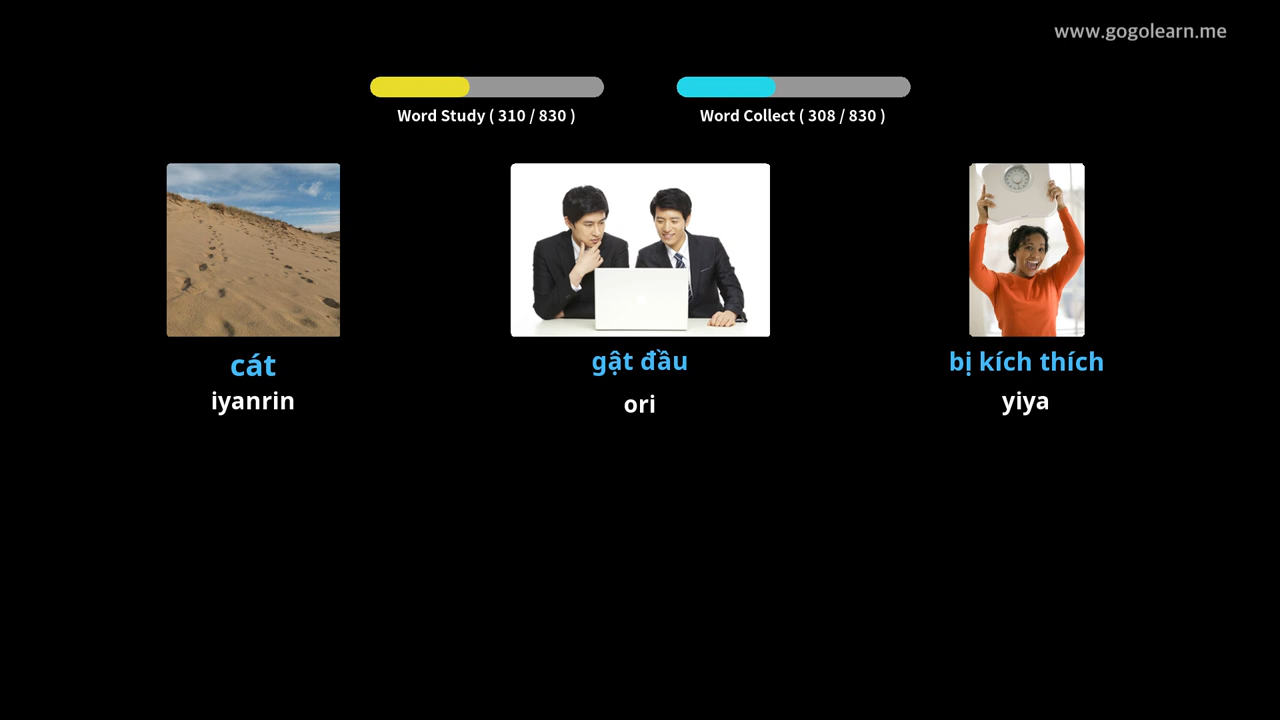 www.gogolearn.me
Word Study ( 310 / 830 )
Word Collect ( 308 / 830 )
cát
iyanrin
gật đầu
ori
bị kích thích
yiya